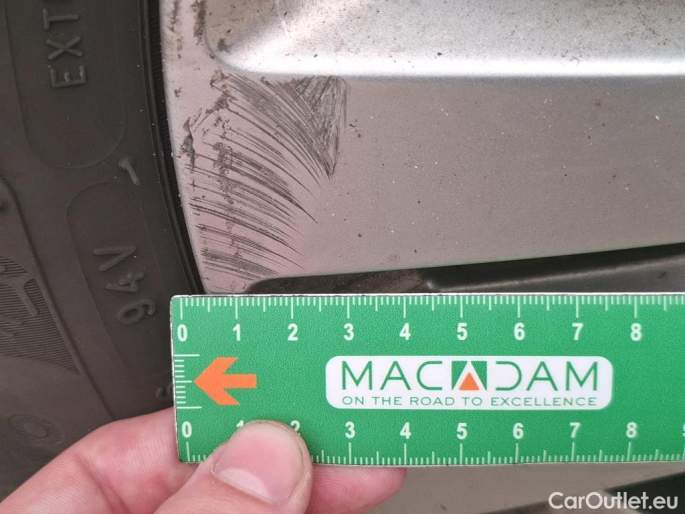 EXT
94V
0 1 2 3 4 5 6 7 8
MACADAM
ON THE ROAD TO EXCELLENCE
0 1 2 3 4 5 6 7 8
CarOutlet.eu